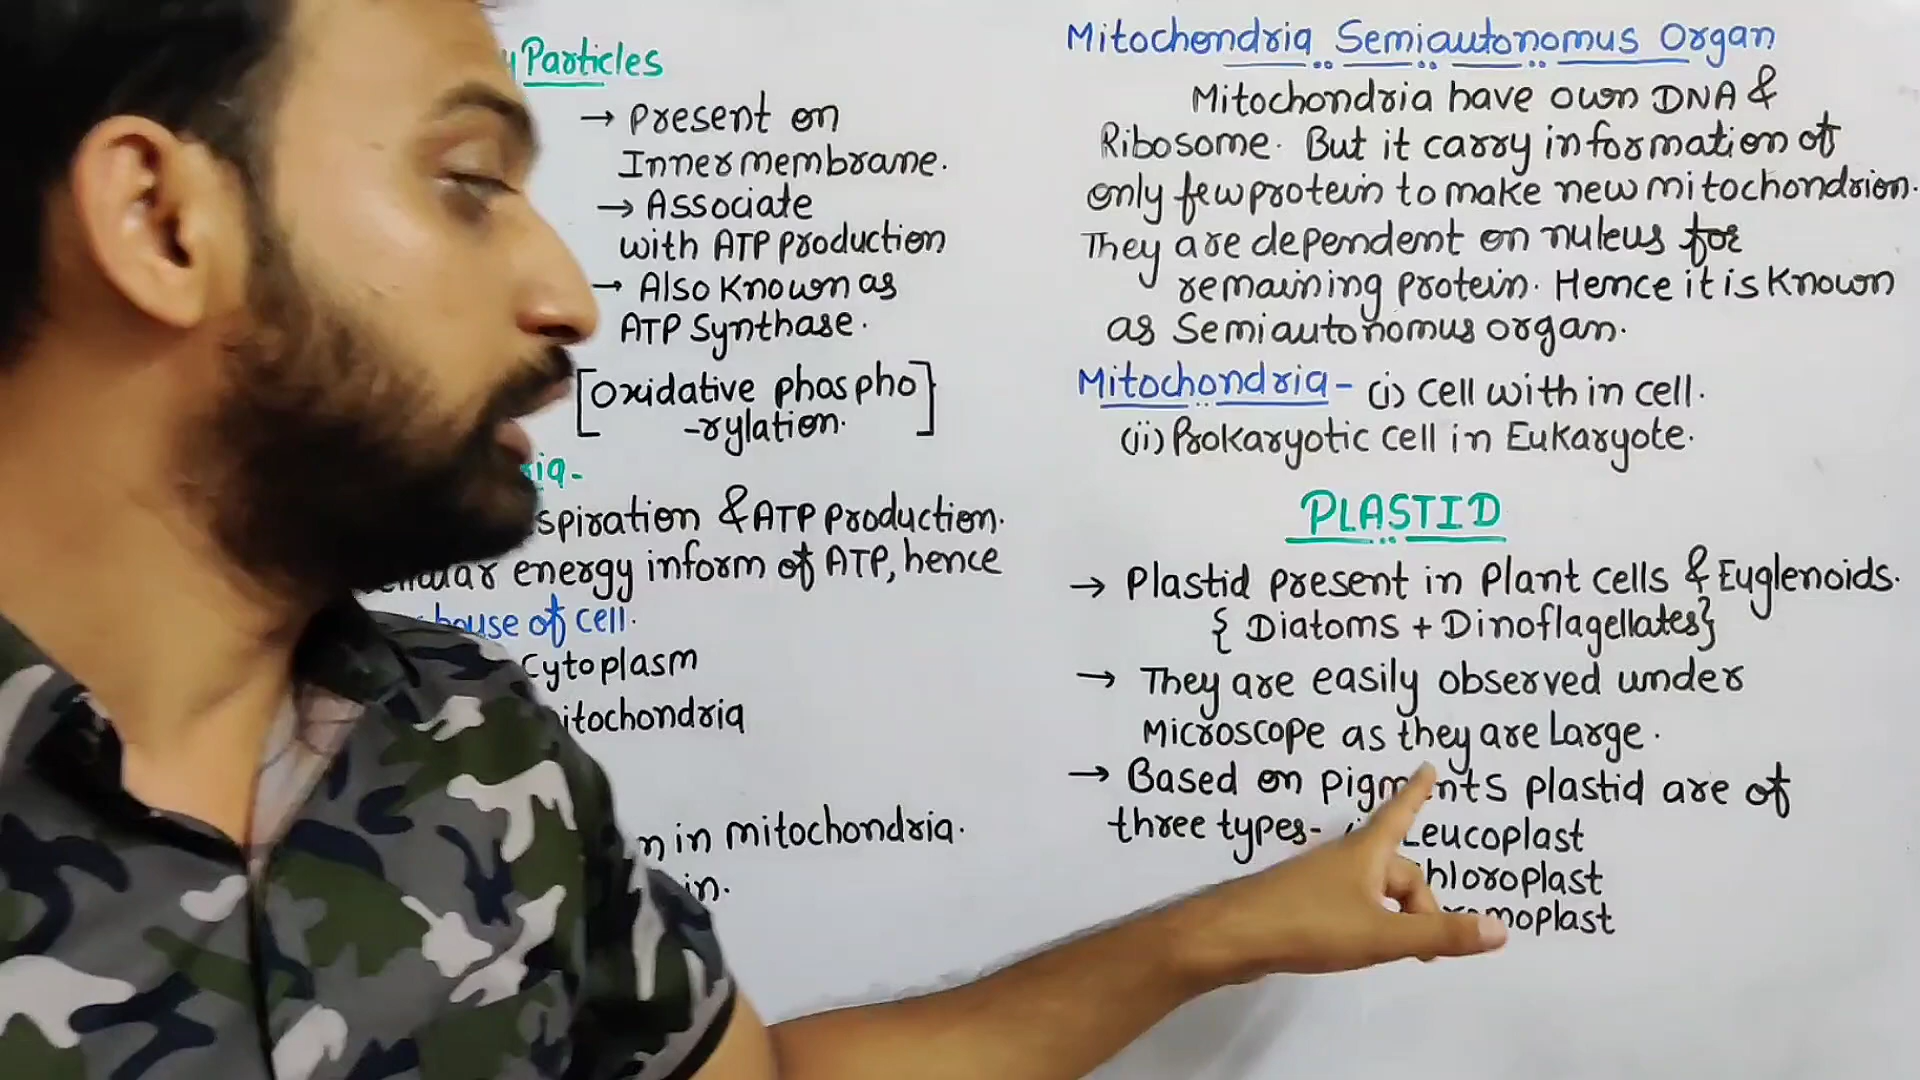 Particles
→ Present on
Inner membrane.
→ Associate
with ATP production
→ Also Known as
ATP Synthase.
[Oxidative phospho
-rylation.]
ria-
spiration & ATP production.
energy inform of ATP, hence
house of cell.
Cytoplasm
itochondria
in mitochondria.
in.
Mitochondria Semiautonomus Organ
Mitochondria have own DNA &
Ribosome. But it carry information of
only few protein to make new mitochondrion.
They are dependent on nuleus for
remaining protein. Hence it is Known
as Semiautonomus organ.
Mitochondria- (i) Cell with in cell.
(ii) Prokaryotic cell in Eukaryote.
PLASTID
→ Plastid present in Plant cells & Euglenoids.
{ Diatoms + Dinoflagellates}
→ They are easily observed under
Microscope as they are Large.
→ Based on pigments plastid are of
three types- Leucoplast
hloroplast
moplast